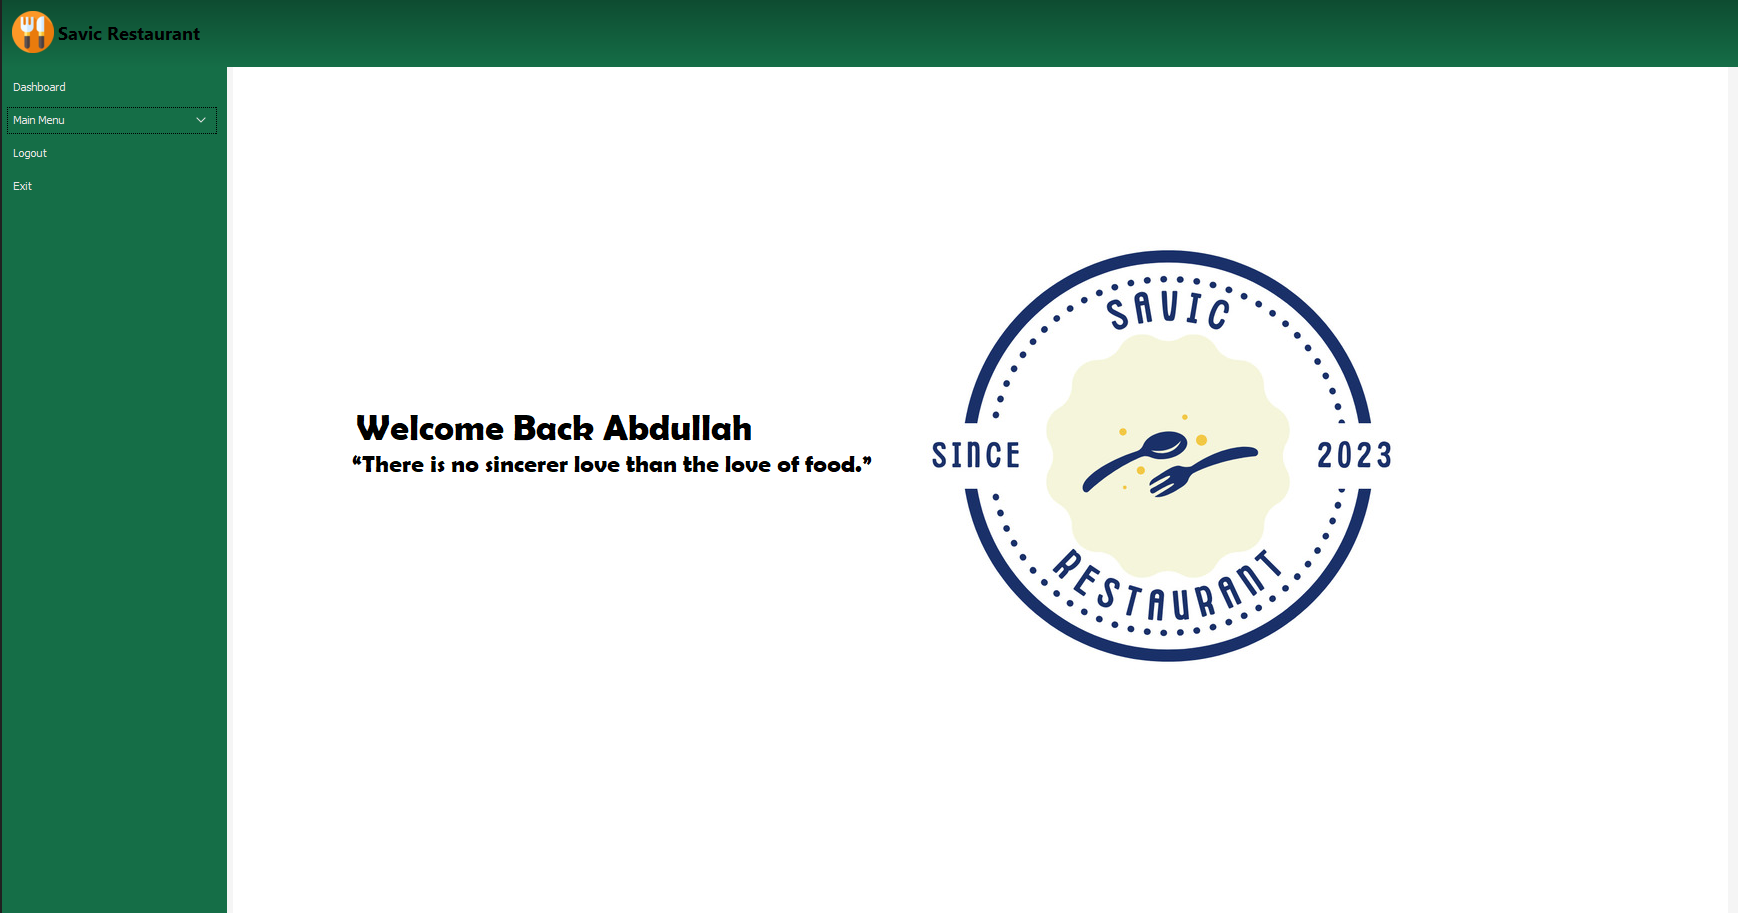 Savic Restaurant
Dashboard
Main Menu
Logout
Exit
Welcome Back Abdullah
“There is no sincerer love than the love of food.”
SAVIC
SINCE 2023
RESTAURANT